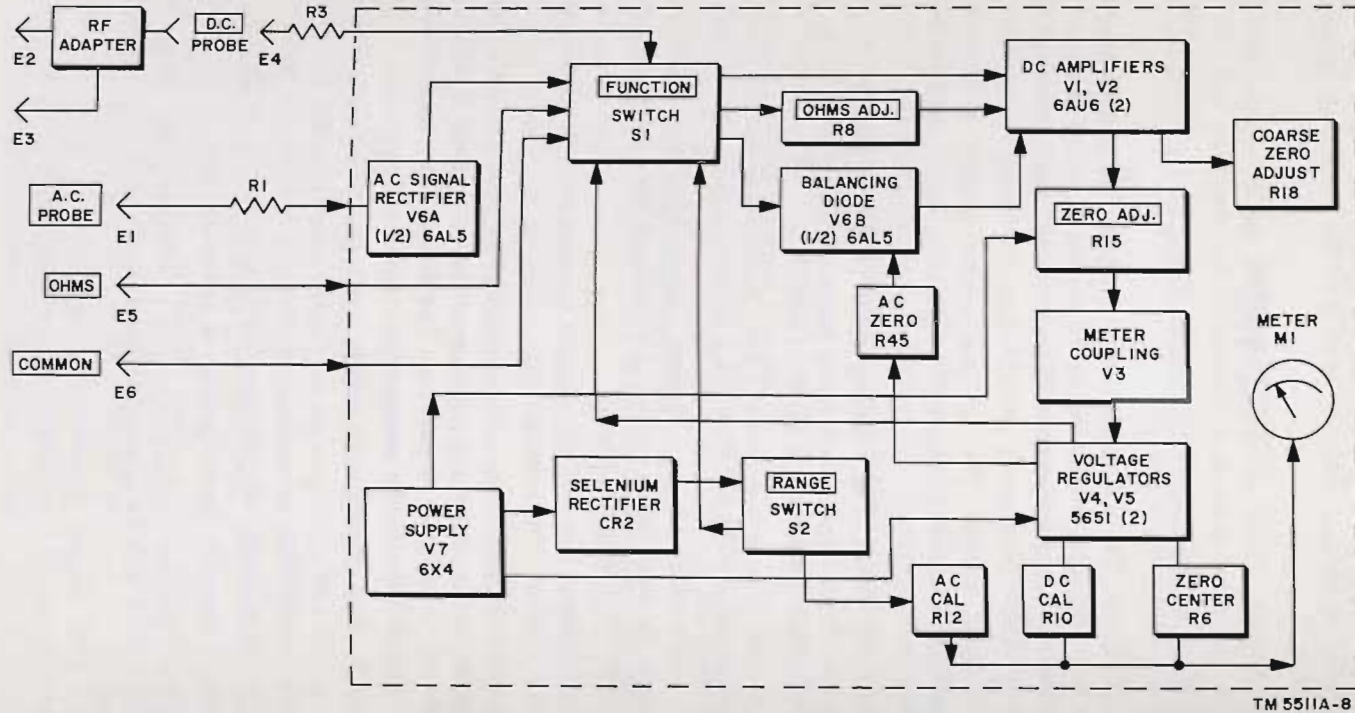 RF
ADAPTER
E2
E3
D.C.
PROBE
E4
R3
A.C.
PROBE
E1
R1
OHMS
E5
COMMON
E6
AC SIGNAL
RECTIFIER
V6A
(1/2) 6AL5
FUNCTION
SWITCH
S1
OHMS ADJ.
R8
BALANCING
DIODE
V6B
(1/2) 6AL5
AC
ZERO
R45
DC AMPLIFIERS
V1, V2
6AU6 (2)
COARSE
ZERO
ADJUST
R18
ZERO ADJ.
R15
METER
COUPLING
V3
METER
M1
VOLTAGE
REGULATORS
V4, V5
5651 (2)
POWER
SUPPLY
V7
6X4
SELENIUM
RECTIFIER
CR2
RANGE
SWITCH
S2
AC
CAL
R12
DC
CAL
R10
ZERO
CENTER
R6
TM 5511A-8